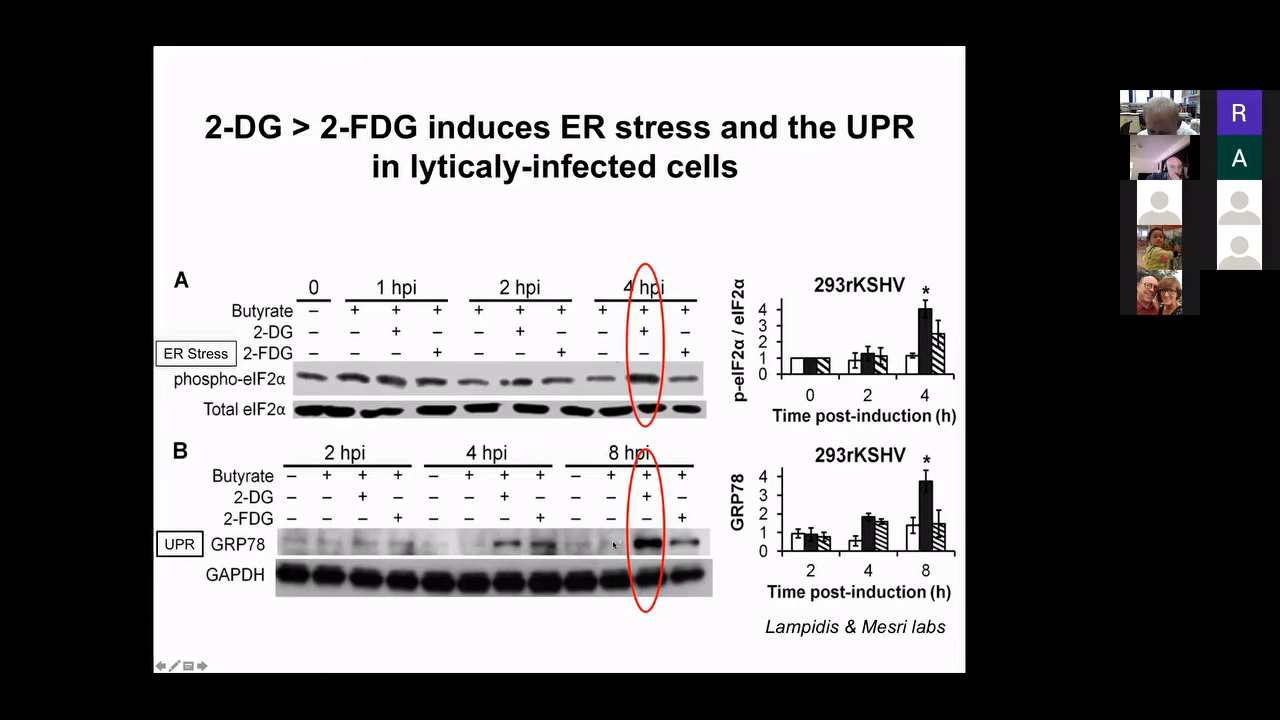 2-DG > 2-FDG induces ER stress and the UPR
in lyticaly-infected cells
A
0 1 hpi 2 hpi 4 hpi
Butyrate – + + + + + + + + +
2-DG – – + – – + – – + –
ER Stress 2-FDG – – – + – – + – – +
phospho-eIF2α
Total eIF2α
293rKSHV
p-eIF2α / eIF2α
*
4
3
2
1
0
0 2 4
Time post-induction (h)
B
2 hpi 4 hpi 8 hpi
Butyrate – + + + – + + + – + + +
2-DG – – + – – – + – – – + –
2-FDG – – – + – – – + – – – +
UPR GRP78
GAPDH
293rKSHV
GRP78
*
4
3
2
1
0
2 4 8
Time post-induction (h)
Lampidis & Mesri labs
R
A